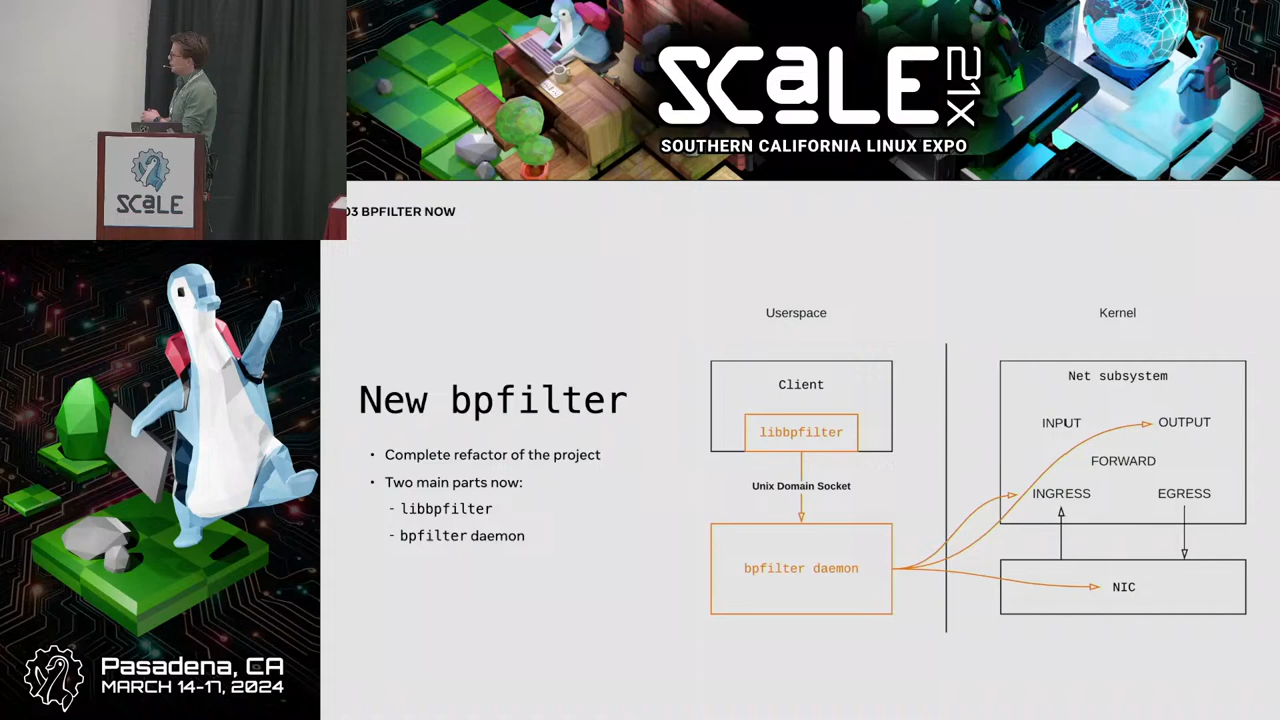 SCaLE 21X
SOUTHERN CALIFORNIA LINUX EXPO
SCaLE
03 BPFILTER NOW
New bpfilter
• Complete refactor of the project
• Two main parts now:
- libbpfilter
- bpfilter daemon
Userspace
Kernel
Client
libbpfilter
Unix Domain Socket
bpfilter daemon
Net subsystem
INPUT
OUTPUT
FORWARD
INGRESS
EGRESS
NIC
Pasadena, CA
MARCH 14-17, 2024